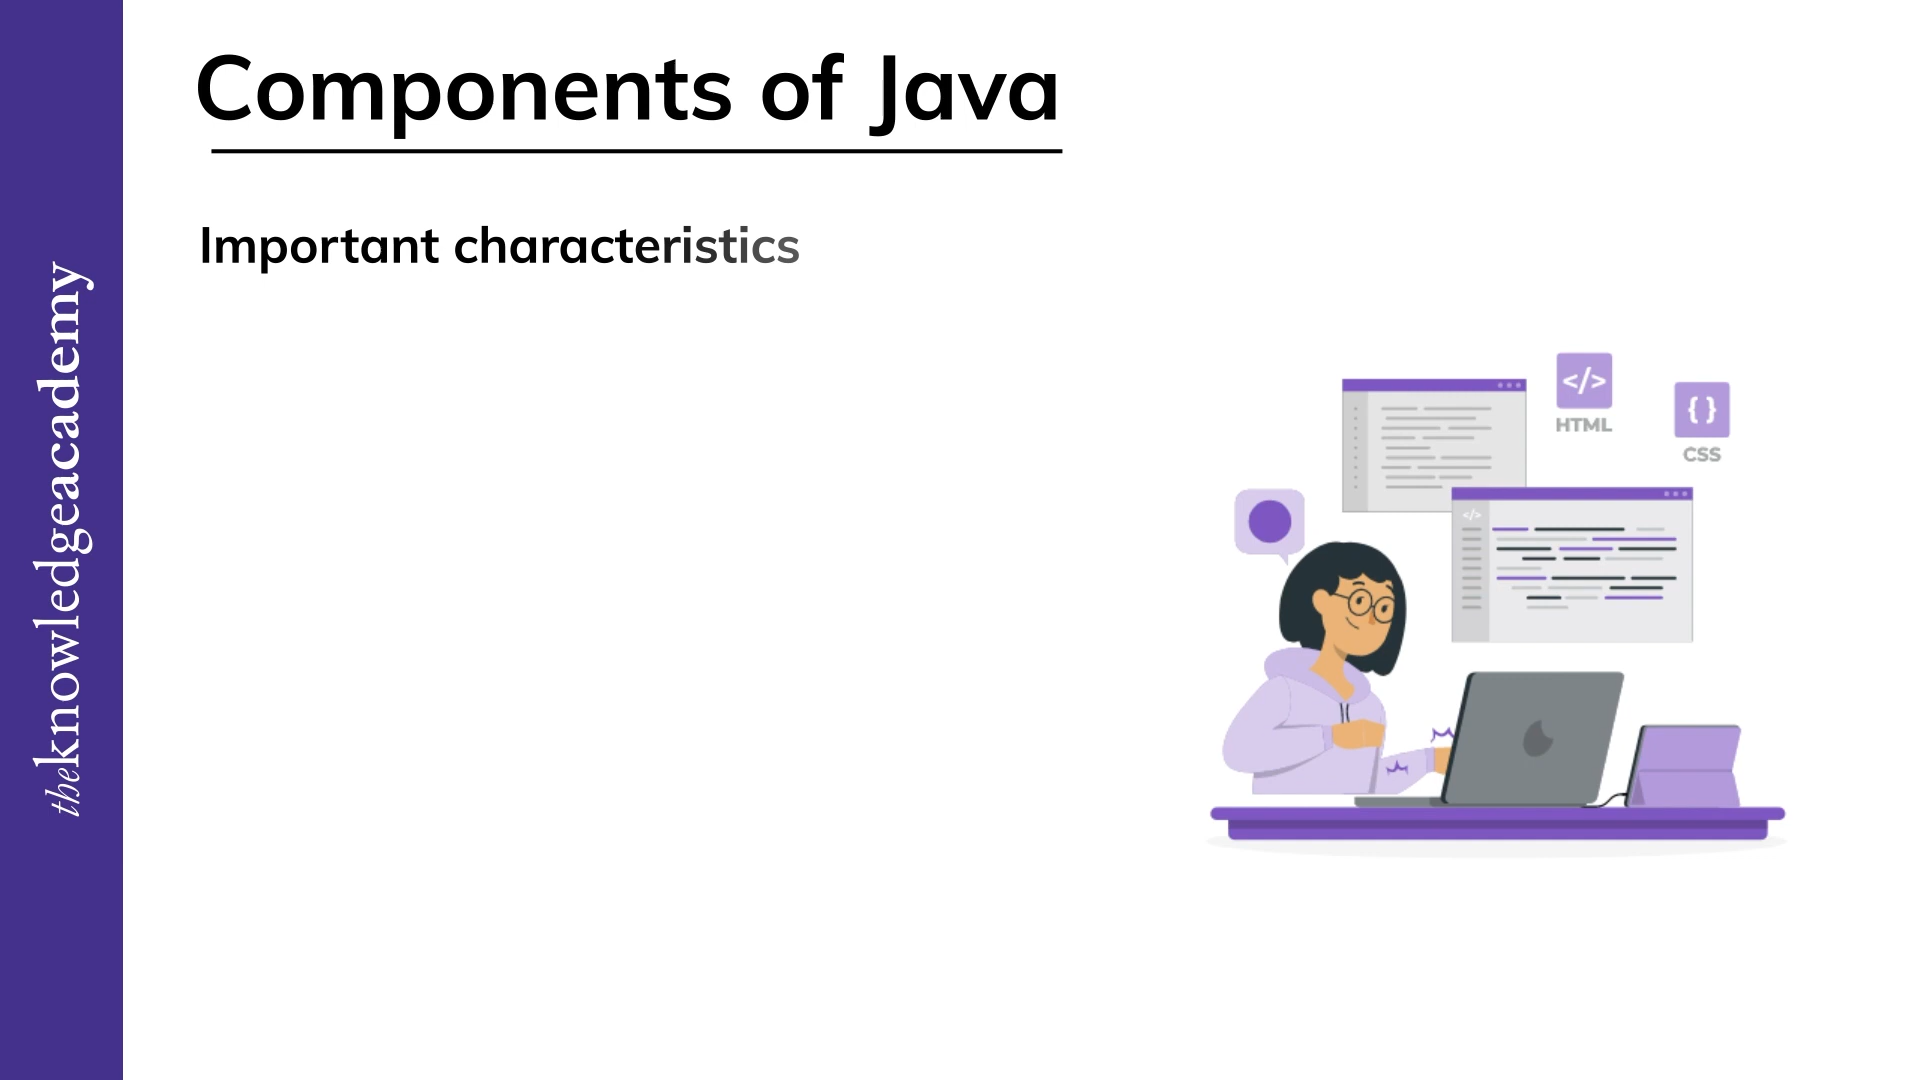 Components of Java
Important characteristics
theknowledgeacademy
</>
HTML
{ }
CSS
</>